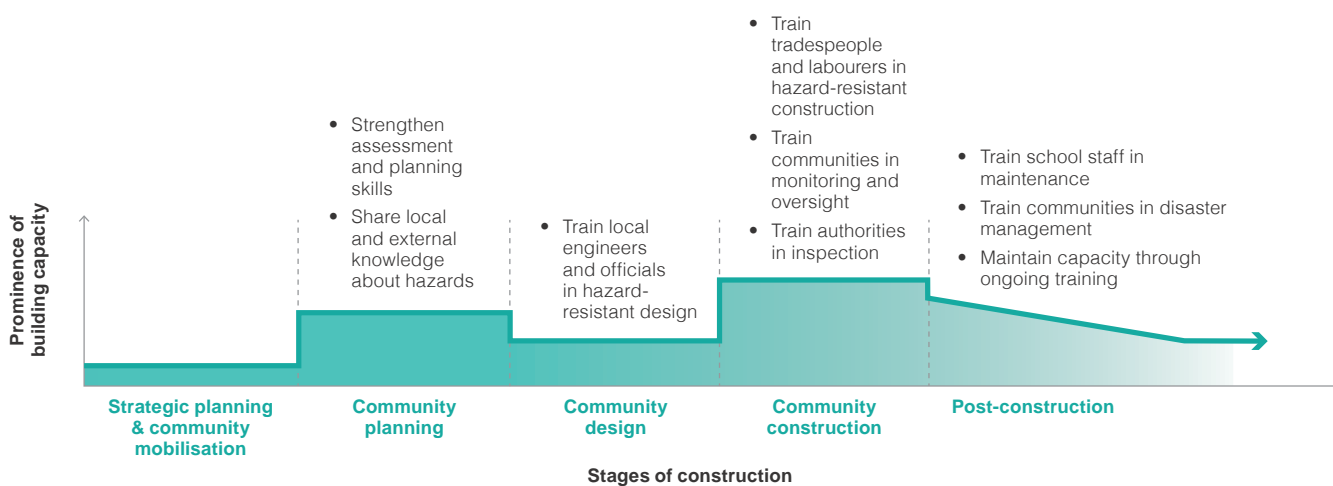 Prominence of
building capacity
• Strengthen
assessment
and planning
skills
• Share local
and external
knowledge
about hazards
• Train local
engineers
and officials
in hazard-
resistant design
• Train
tradespeople
and labourers in
hazard-resistant
construction
• Train
communities in
monitoring and
oversight
• Train authorities
in inspection
• Train school staff in
maintenance
• Train communities in disaster
management
• Maintain capacity through
ongoing training
Strategic planning
& community
mobilisation
Community
planning
Community
design
Community
construction
Post-construction
Stages of construction